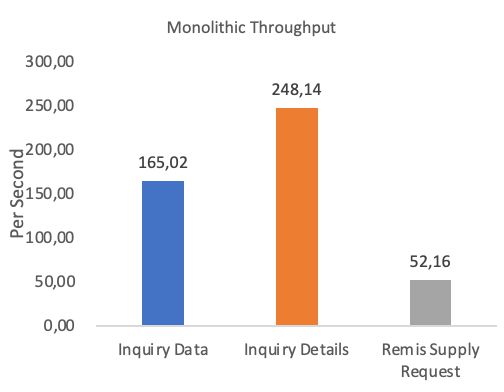 Monolithic Throughput
Per Second
300,00
250,00
200,00
150,00
100,00
50,00
0,00
165,02
248,14
52,16
Inquiry Data
Inquiry Details
Remis Supply
Request